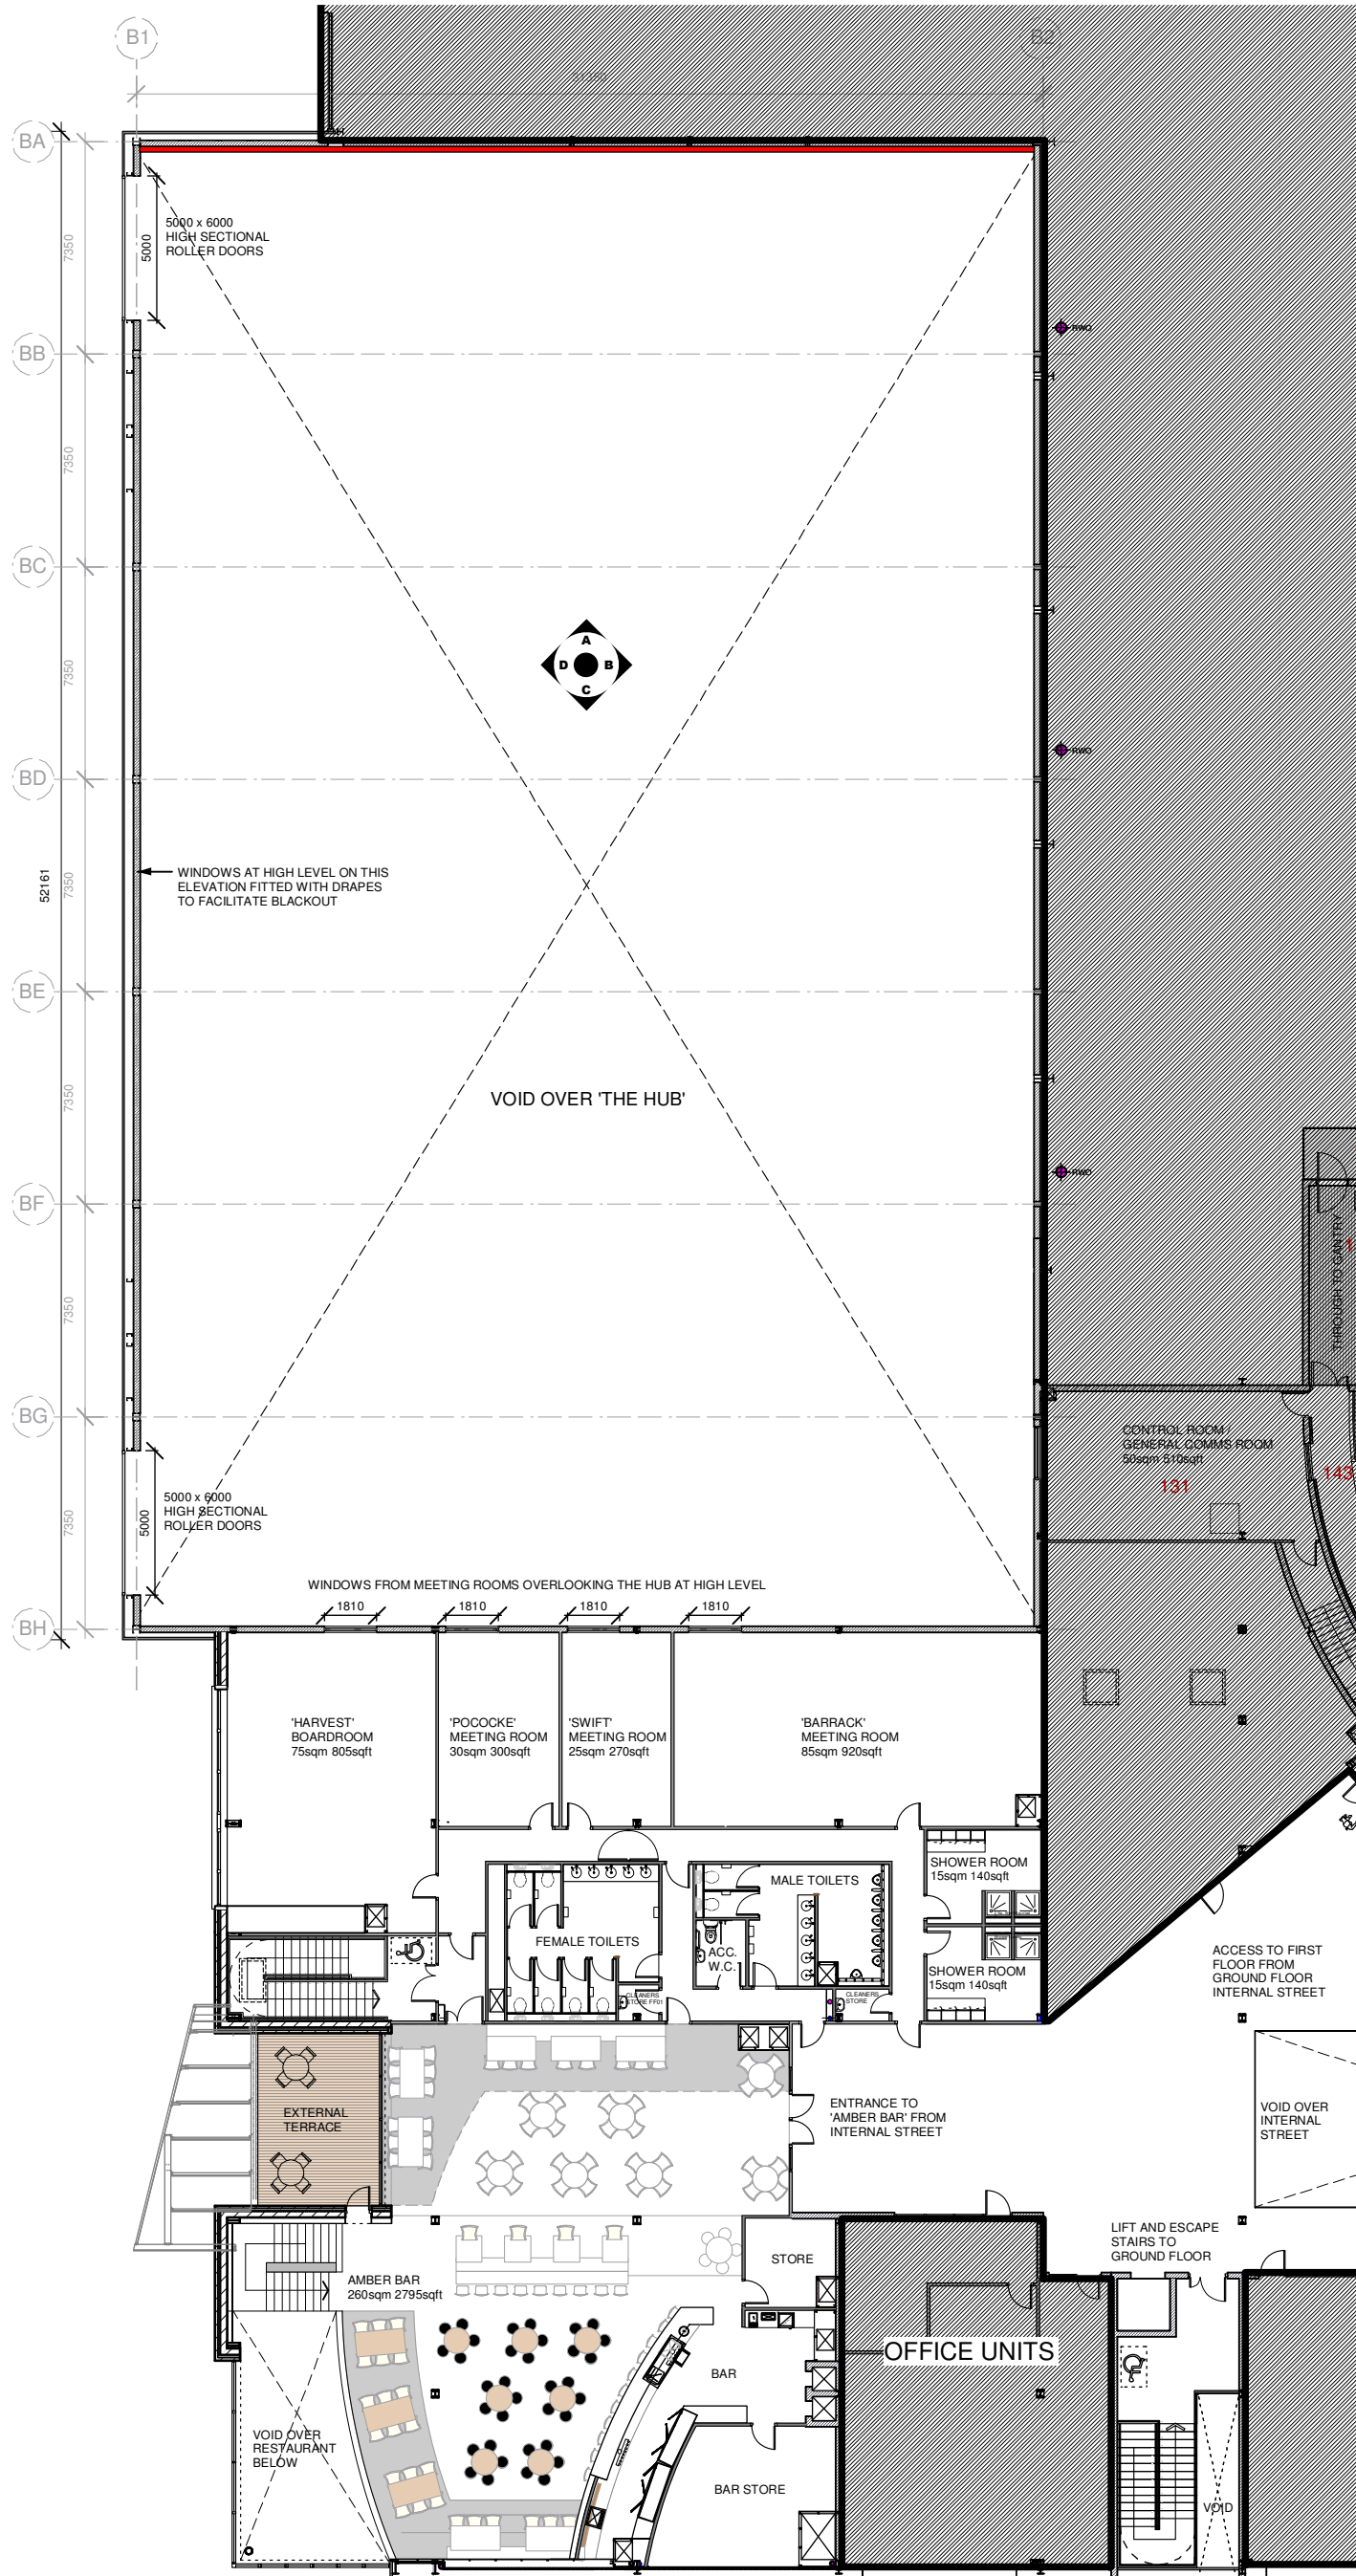 B1
B2
31350
BA
5000 x 6000
HIGH SECTIONAL
ROLLER DOORS
7350
5000
RWO
BB
7350
BC
A
D
B
C
7350
RWO
BD
WINDOWS AT HIGH LEVEL ON THIS
ELEVATION FITTED WITH DRAPES
TO FACILITATE BLACKOUT
52161
7350
BE
7350
VOID OVER 'THE HUB'
RWO
BF
THROUGH TO GANTRY
1
7350
BG
CONTROL ROOM /
GENERAL COMMS ROOM
50sqm 510sqft
131
143
5000 x 6000
HIGH SECTIONAL
ROLLER DOORS
7350
5000
WINDOWS FROM MEETING ROOMS OVERLOOKING THE HUB AT HIGH LEVEL
1810
1810
1810
1810
BH
'HARVEST'
BOARDROOM
75sqm 805sqft
'POCOCKE'
MEETING ROOM
30sqm 300sqft
'SWIFT'
MEETING ROOM
25sqm 270sqft
'BARRACK'
MEETING ROOM
85sqm 920sqft
SHOWER ROOM
15sqm 140sqft
MALE TOILETS
FEMALE TOILETS
ACC.
W.C.
SHOWER ROOM
15sqm 140sqft
CLEANERS
STORE FF01
CLEANERS
STORE
ACCESS TO FIRST
FLOOR FROM
GROUND FLOOR
INTERNAL STREET
EXTERNAL
TERRACE
ENTRANCE TO
'AMBER BAR' FROM
INTERNAL STREET
VOID OVER
INTERNAL
STREET
LIFT AND ESCAPE
STAIRS TO
GROUND FLOOR
STORE
AMBER BAR
260sqm 2795sqft
OFFICE UNITS
BAR
VOID OVER
RESTAURANT
BELOW
BAR STORE
VOID